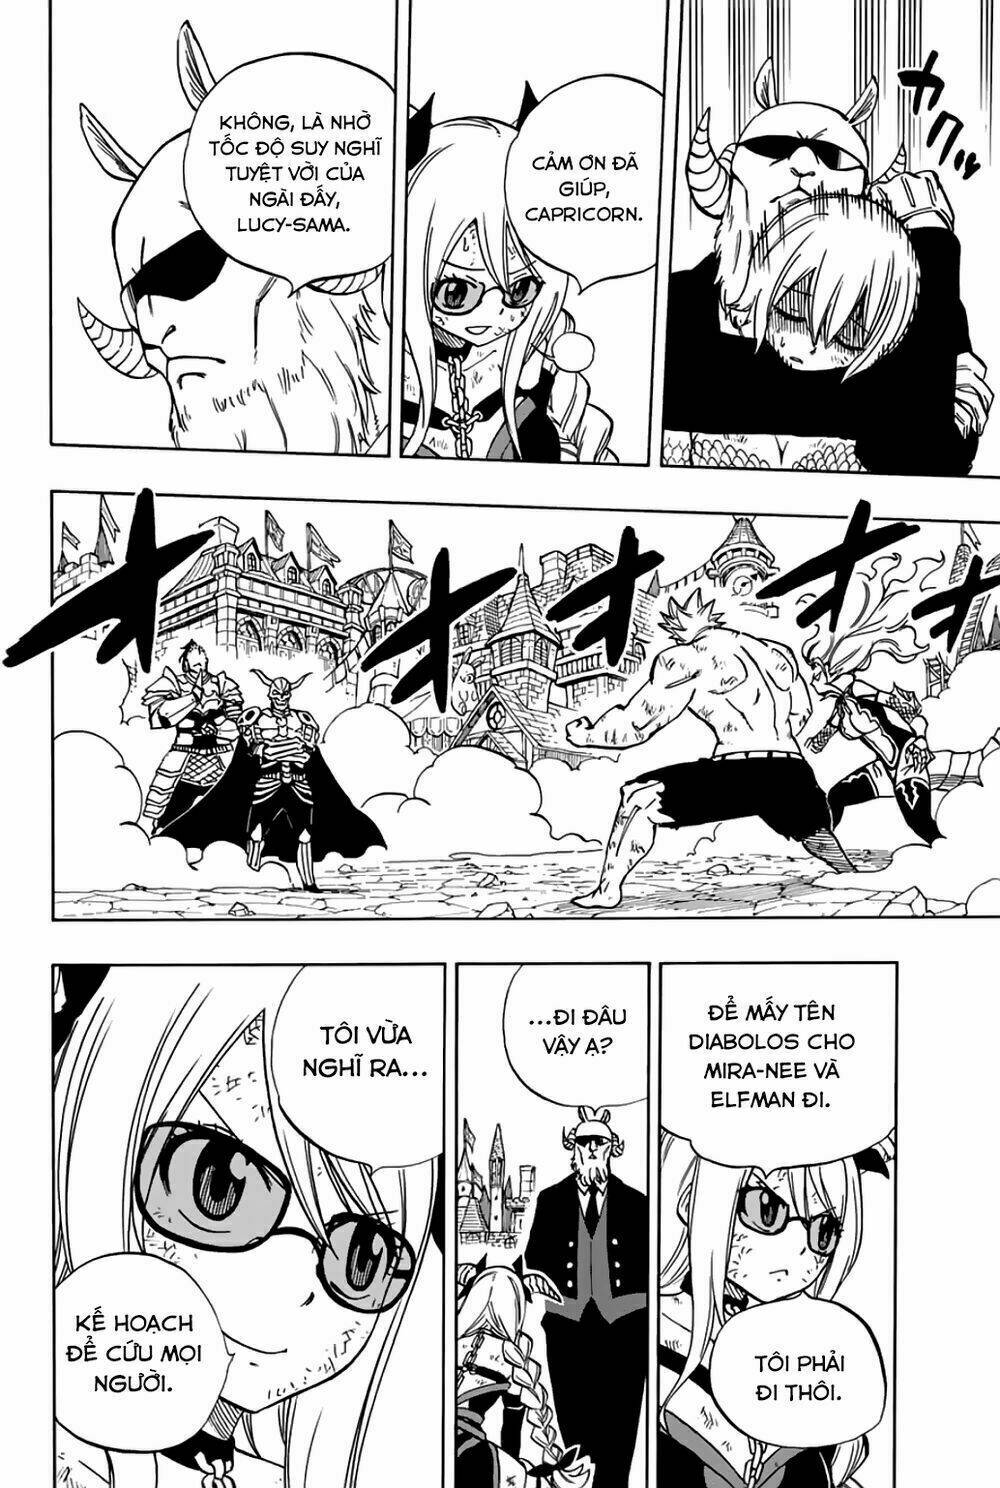 ガクッ
CẢM ƠN ĐÃ
GIÚP,
CAPRICORN.
KHÔNG, LÀ NHỜ
TỐC ĐỘ SUY NGHĨ
TUYỆT VỜI CỦA
NGÀI ĐẤY,
LUCY-SAMA.
ĐỂ MẤY TÊN
DIABOLOS CHO
MIRA-NEE VÀ
ELFMAN ĐI.
TÔI PHẢI
ĐI THÔI.
...ĐI ĐÂU
VẬY Ạ?
TÔI VỪA
NGHĨ RA...
KẾ HOẠCH
ĐỂ CỨU MỌI
NGƯỜI.